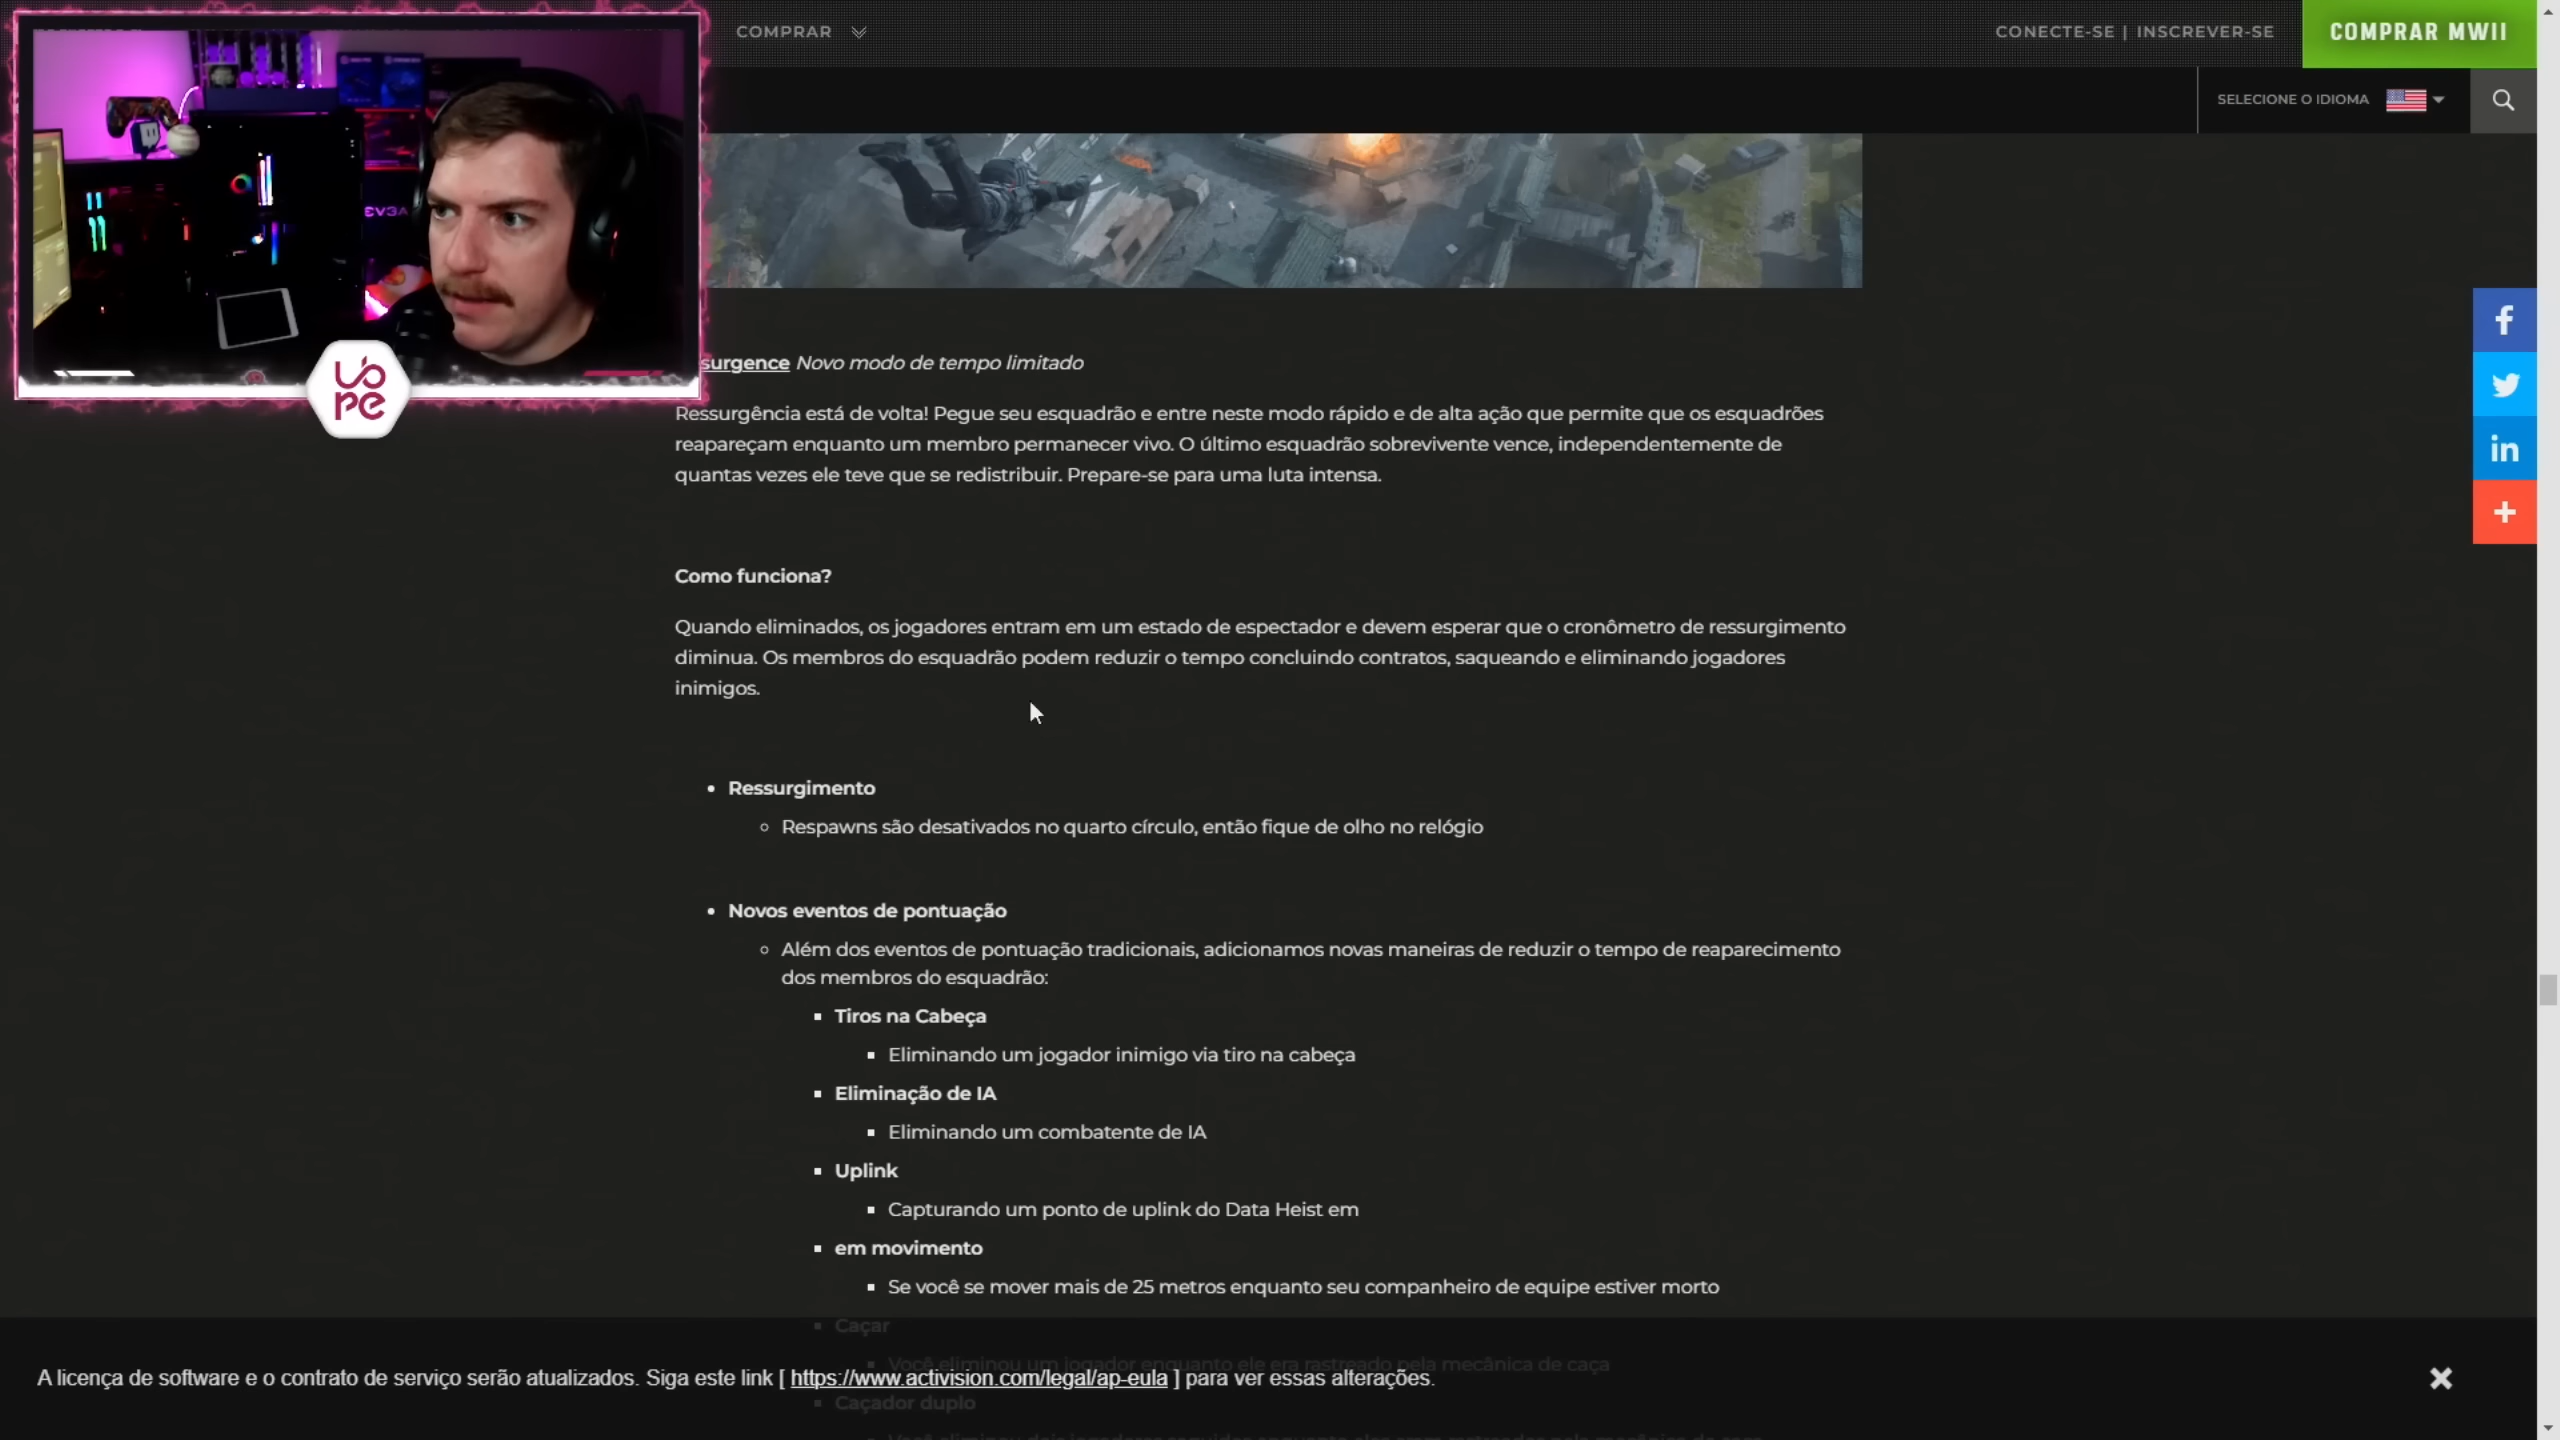 COMPRAR
CONECTE-SE | INSCREVER-SE
COMPRAR MWII
SELECIONE O IDIOMA
EVGA
vope
surgence Novo modo de tempo limitado
Ressurgência está de volta! Pegue seu esquadrão e entre neste modo rápido e de alta ação que permite que os esquadrões
reapareçam enquanto um membro permanecer vivo. O último esquadrão sobrevivente vence, independentemente de
quantas vezes ele teve que se redistribuir. Prepare-se para uma luta intensa.
Como funciona?
Quando eliminados, os jogadores entram em um estado de espectador e devem esperar que o cronômetro de ressurgimento
diminua. Os membros do esquadrão podem reduzir o tempo concluindo contratos, saqueando e eliminando jogadores
inimigos.
Ressurgimento
Respawns são desativados no quarto círculo, então fique de olho no relógio
Novos eventos de pontuação
Além dos eventos de pontuação tradicionais, adicionamos novas maneiras de reduzir o tempo de reaparecimento
dos membros do esquadrão:
Tiros na Cabeça
Eliminando um jogador inimigo via tiro na cabeça
Eliminação de IA
Eliminando um combatente de IA
Uplink
Capturando um ponto de uplink do Data Heist em
em movimento
Se você se mover mais de 25 metros enquanto seu companheiro de equipe estiver morto
Caçar
Você eliminou um jogador enquanto ele era rastreado pela mecânica de caça
A licença de software e o contrato de serviço serão atualizados. Siga este link [ https://www.activision.com/legal/ap-eula ] para ver essas alterações.
Caçador duplo